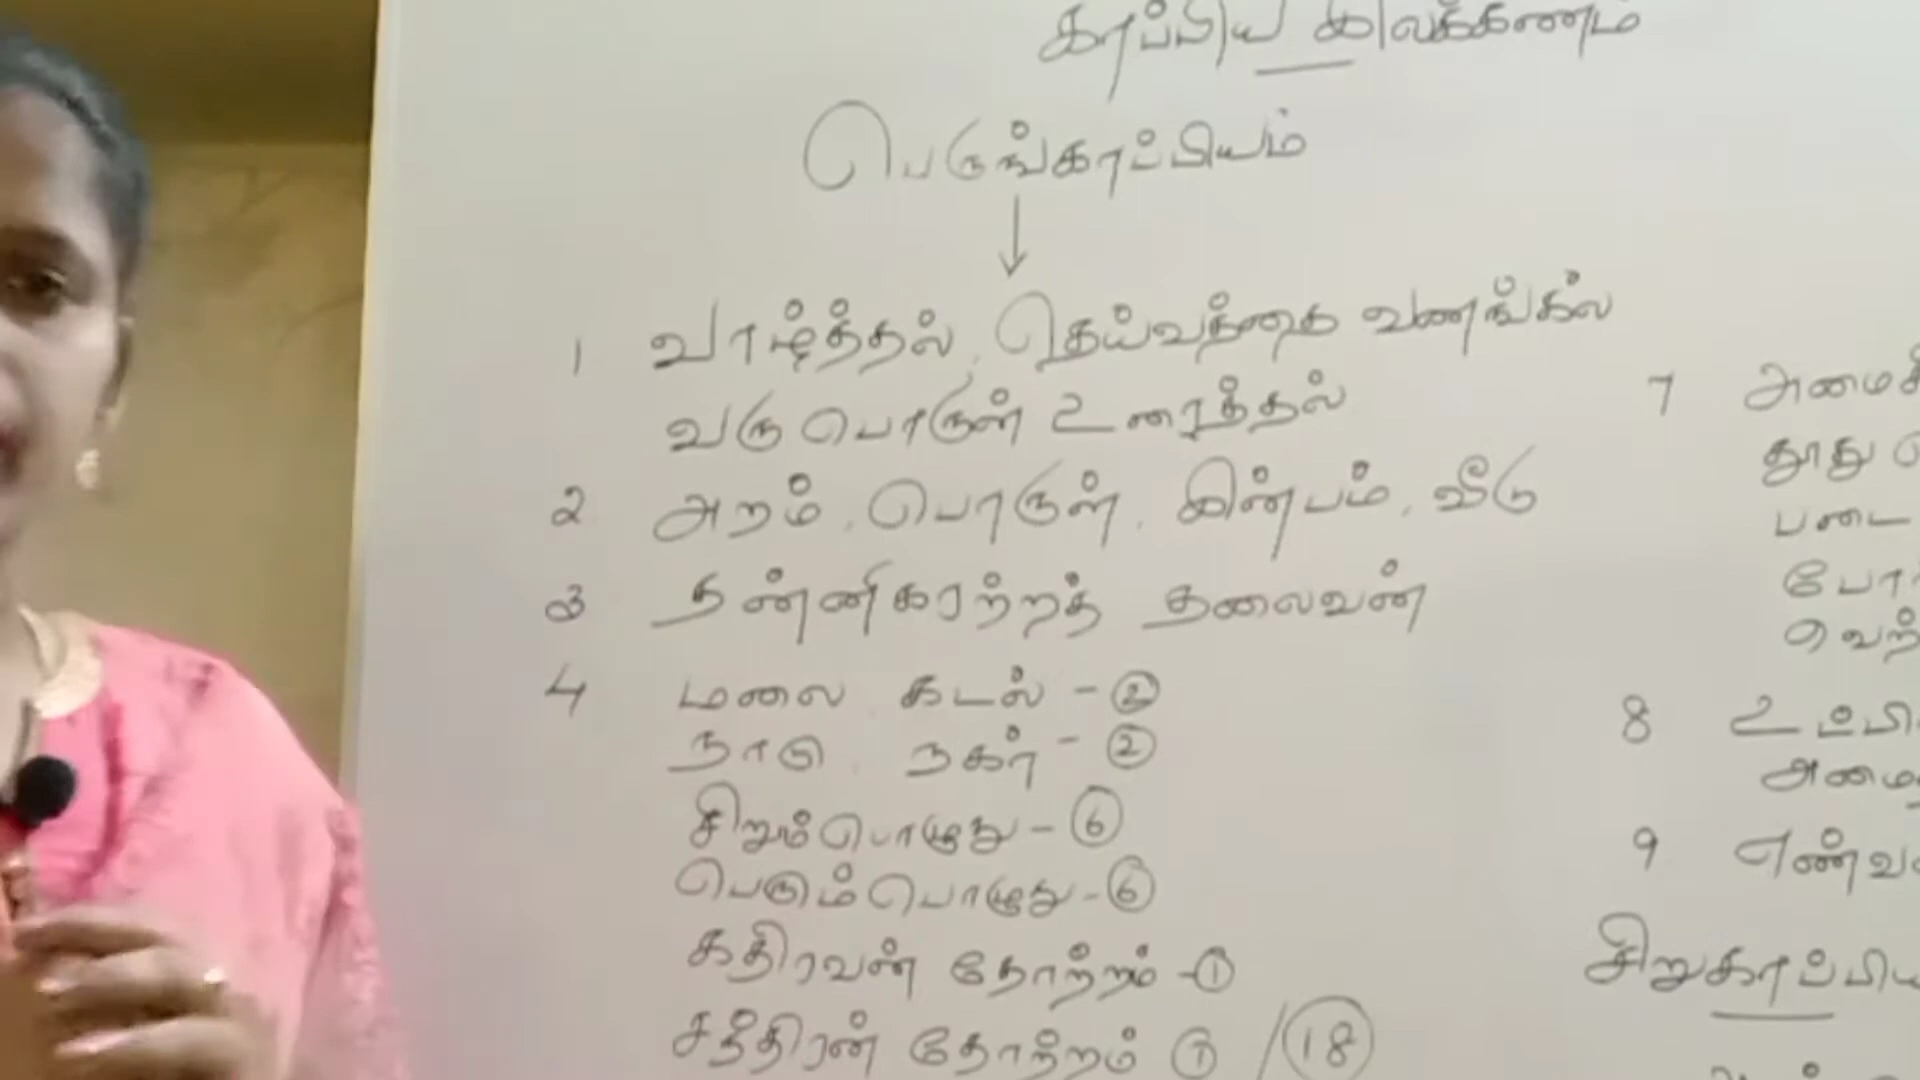 காப்பிய இலக்கணம்
பெருங்காப்பியம்
1 வாழ்த்தல், தெய்வத்தை வணங்கல்
வருபொருள் உரைத்தல்
2 அறம், பொருள், இன்பம், வீடு
3 தன்னிகரற்றத் தலைவன்
4 மலை கடல் - 2
நாடு, நகர் - 2
சிறும்பொழுது - 6
பெரும்பொழுது - 6
கதிரவன் தோற்றம் - 1
சந்திரன் தோற்றம் 1 / 18
7
தூது
படை
8
9